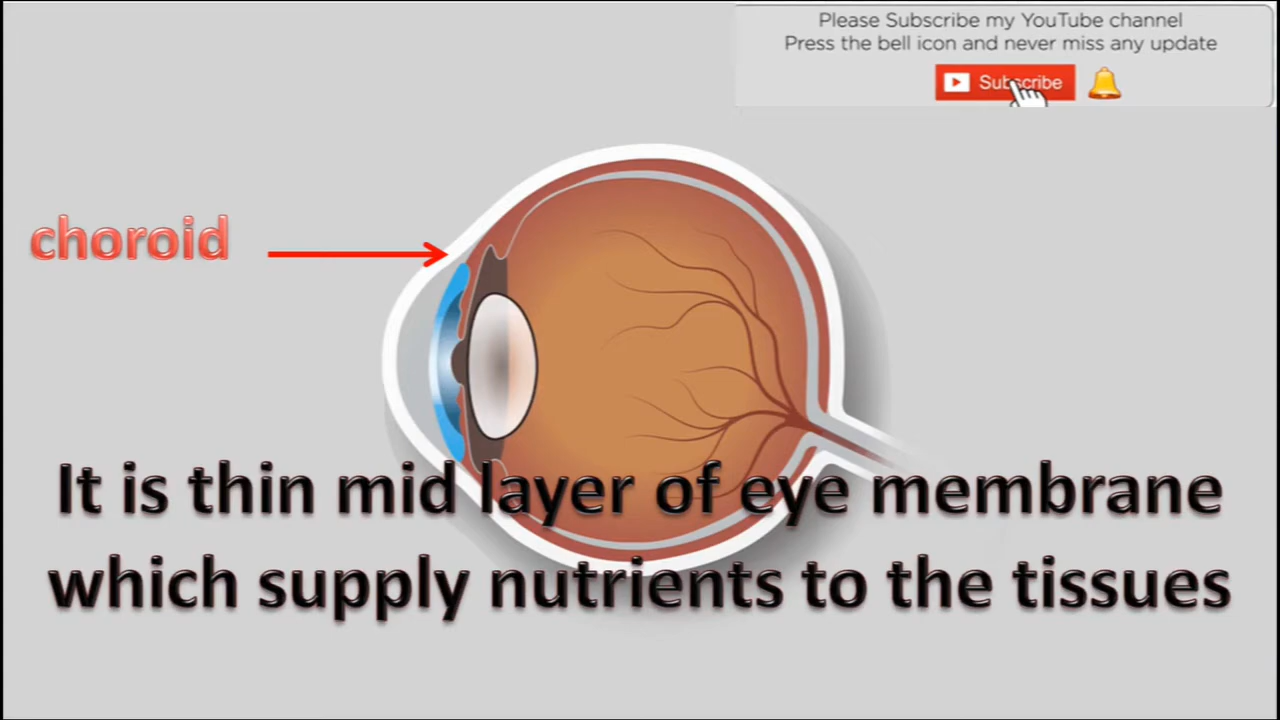 Please Subscribe my YouTube channel
Press the bell icon and never miss any update
Subscribe
choroid
It is thin mid layer of eye membrane
which supply nutrients to the tissues